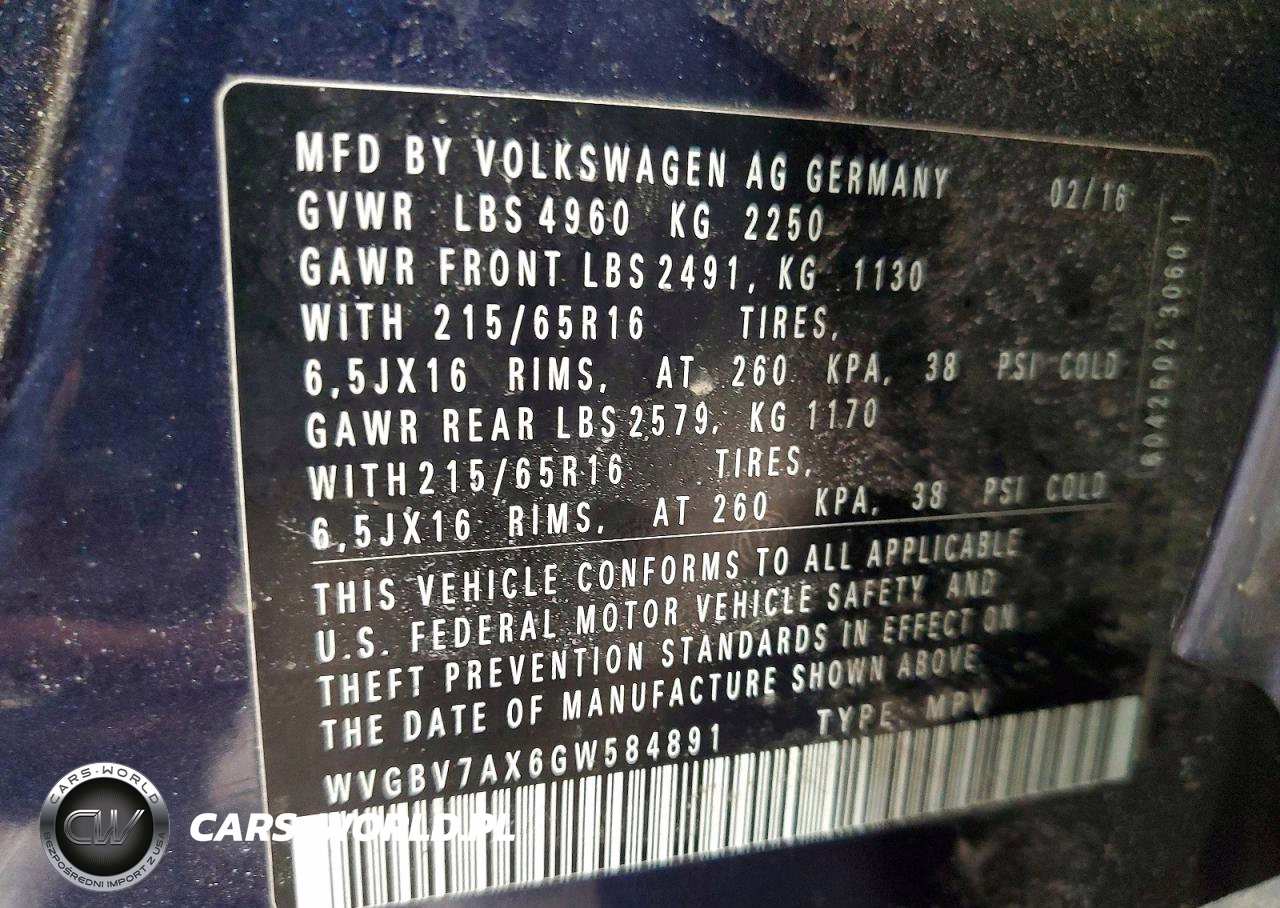 MFD BY VOLKSWAGEN AG GERMANY 02/16
GVWR LBS 4960 KG 2250
GAWR FRONT LBS 2491, KG 1130
WITH 215/65R16 TIRES,
6,5JX16 RIMS, AT 260 KPA, 38 PSI COLD
GAWR REAR LBS 2579, KG 1170
WITH 215/65R16 TIRES,
6,5JX16 RIMS, AT 260 KPA, 38 PSI COLD
THIS VEHICLE CONFORMS TO ALL APPLICABLE
U.S. FEDERAL MOTOR VEHICLE SAFETY AND
THEFT PREVENTION STANDARDS IN EFFECT ON
THE DATE OF MANUFACTURE SHOWN ABOVE
WVGBV7AX6GW584891 TYPE: MPV
CARS-WORLD
CW
BEZPOŚREDNI IMPORT Z USA
CARS-WORLD.PL